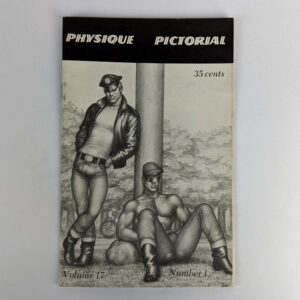 PHYSIQUE PICTORIAL
35 cents
Volume 17 Number 1